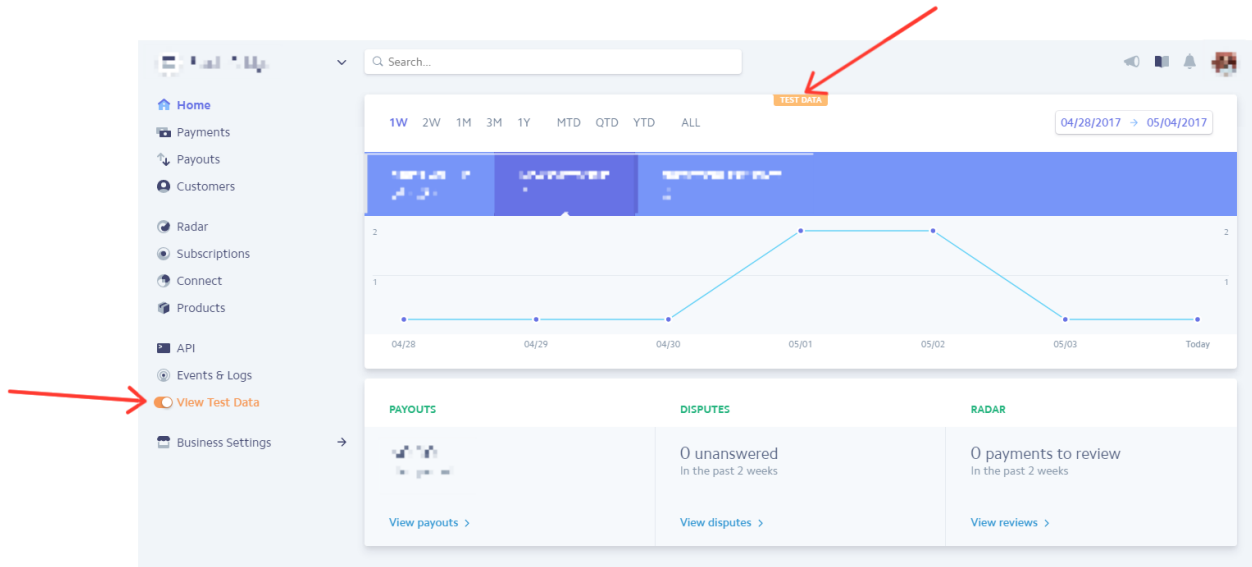 Search...
Home
Payments
Payouts
Customers
Radar
Subscriptions
Connect
Products
API
Events & Logs
View Test Data
Business Settings
TEST DATA
1W 2W 1M 3M 1Y MTD QTD YTD ALL
04/28/2017 → 05/04/2017
2 2
1 1
04/28 04/29 04/30 05/01 05/02 05/03 Today
PAYOUTS
View payouts >
DISPUTES
0 unanswered
In the past 2 weeks
View disputes >
RADAR
0 payments to review
In the past 2 weeks
View reviews >